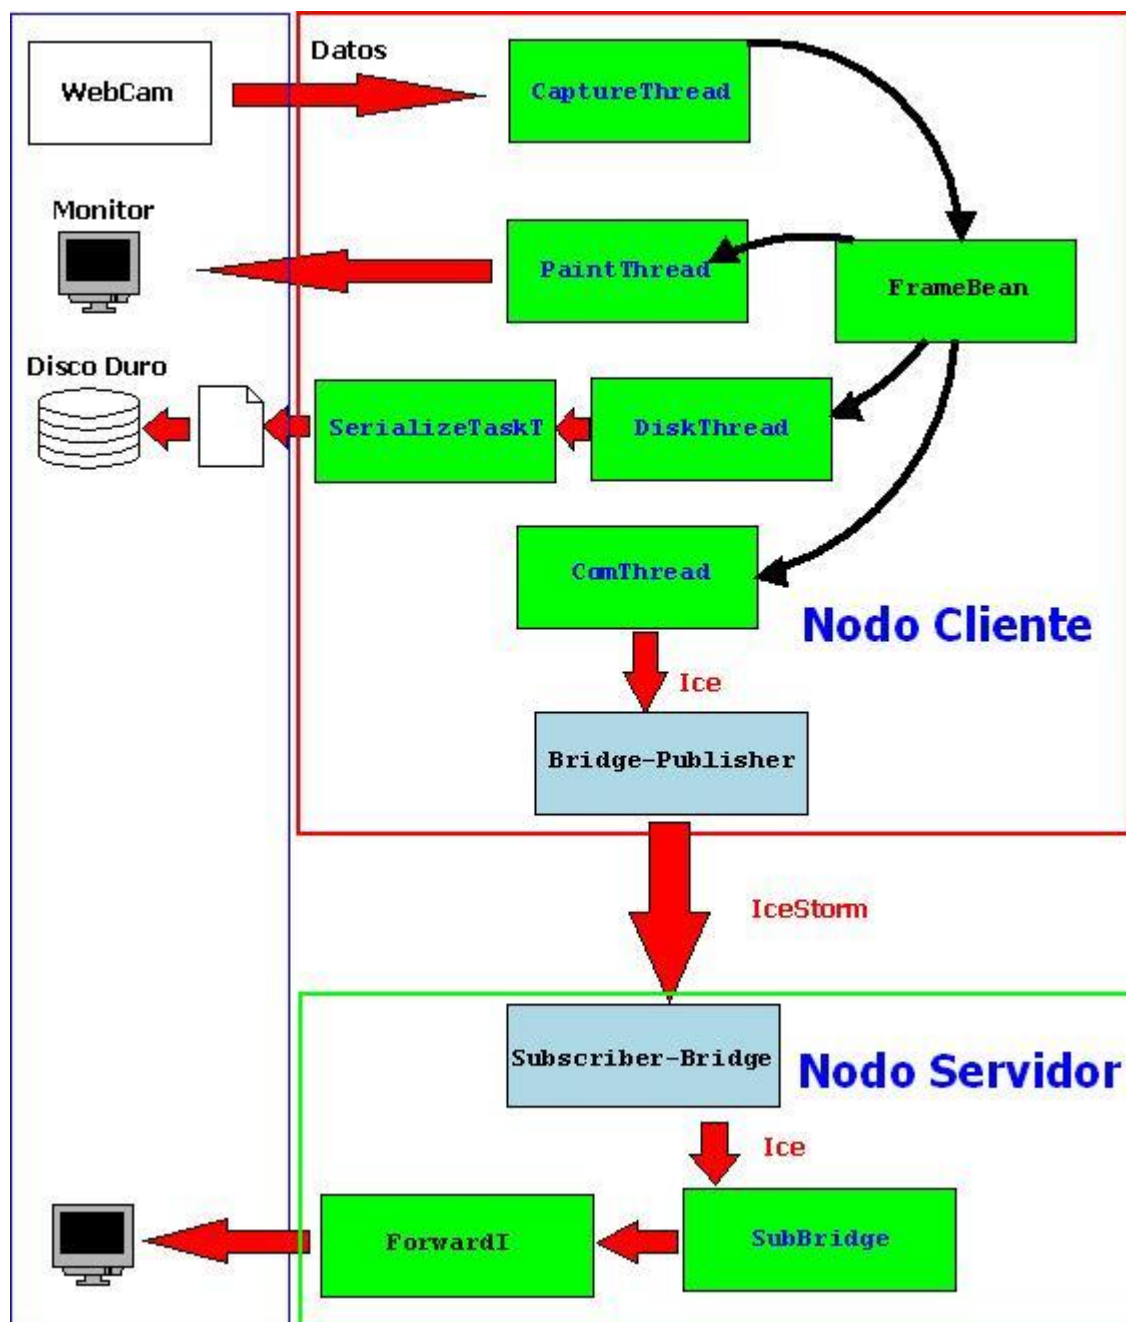 Datos
WebCam
CaptureThread
Monitor
PaintThread
FrameBean
Disco Duro
SerializeTaskT
DiskThread
ComThread
Nodo Cliente
Ice
Bridge-Publisher
IceStorm
Subscriber-Bridge
Nodo Servidor
Ice
ForwardI
SubBridge